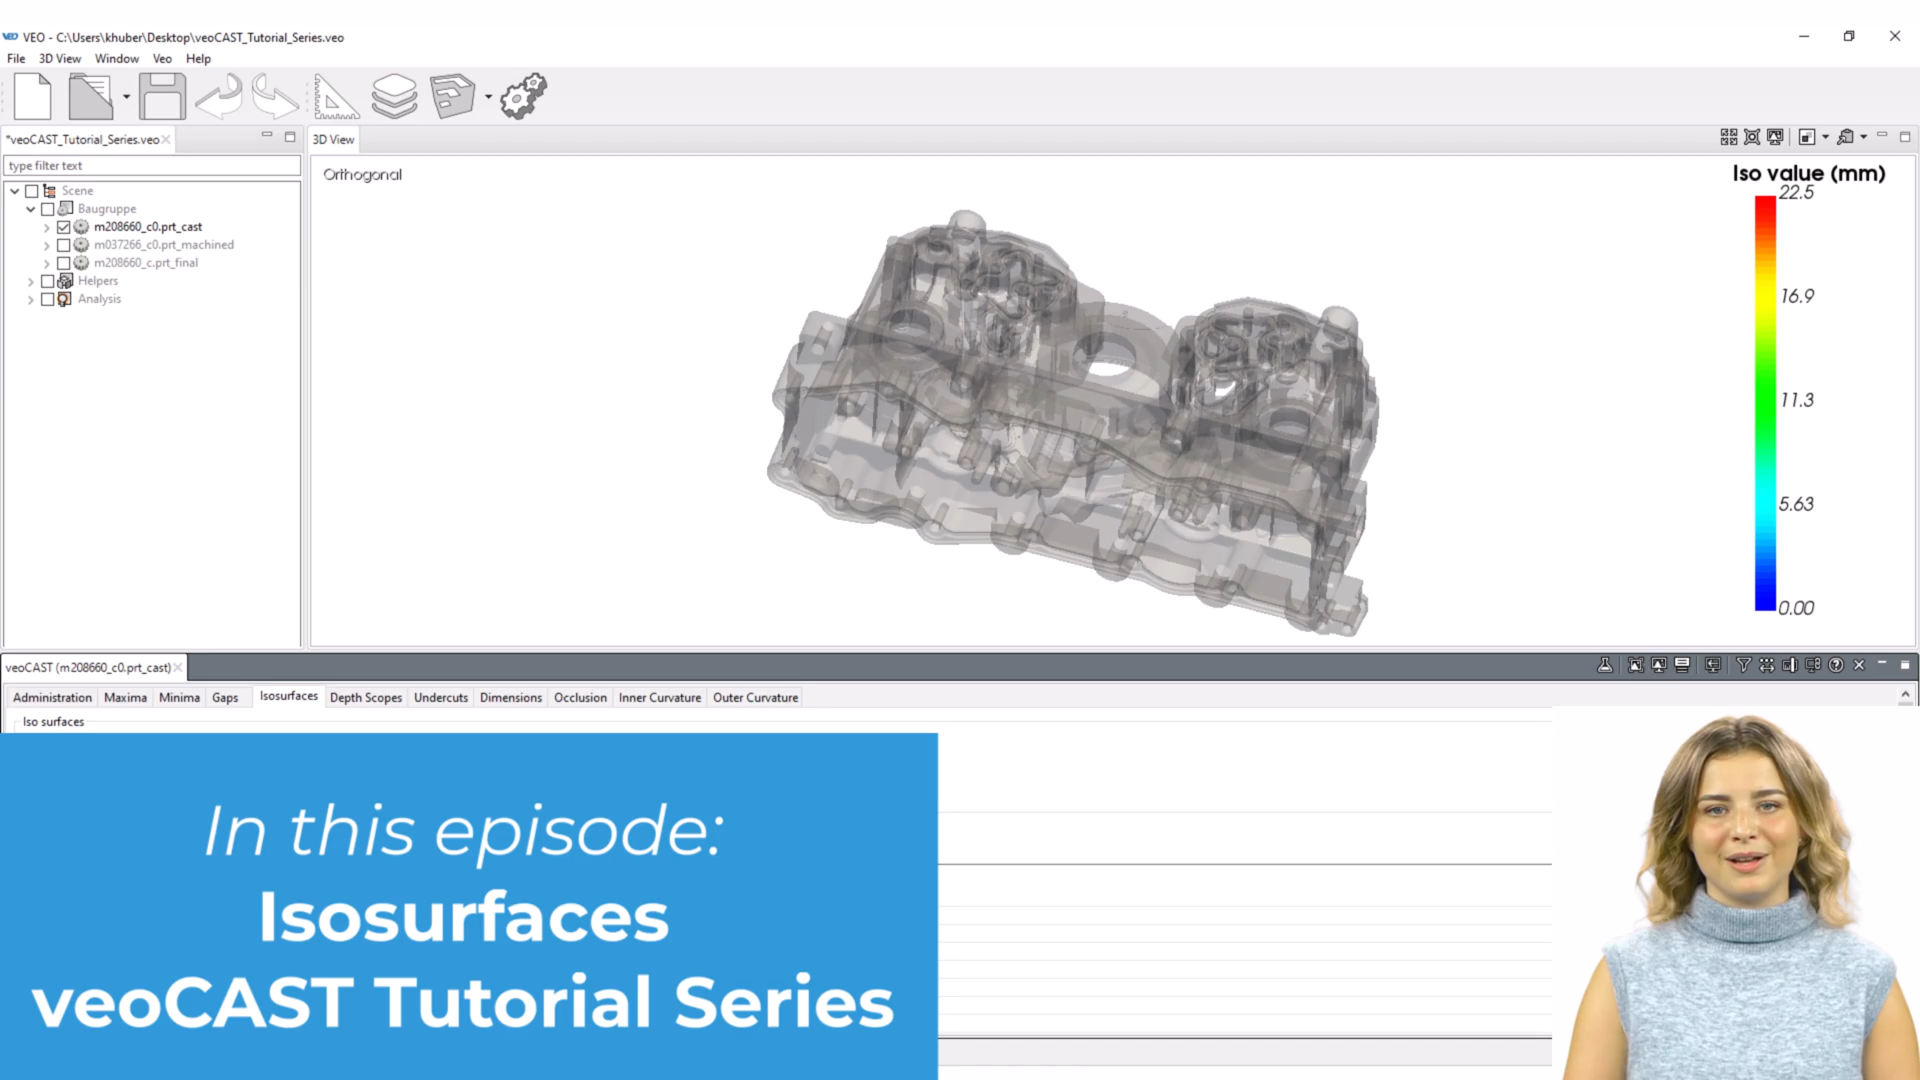 VEO VEO - C:\Users\khuber\Desktop\veoCAST_Tutorial_Series.veo
File 3D View Window Veo Help
*veoCAST_Tutorial_Series.veo
3D View
type filter text
Orthogonal
Iso value (mm)
22.5
16.9
11.3
5.63
0.00
Scene
Baugruppe
m208660_c0.prt_cast
m037266_c0.prt_machined
m208660_c.prt_final
Helpers
Analysis
veoCAST (m208660_c0.prt_cast)
Administration Maxima Minima Gaps Isosurfaces Depth Scopes Undercuts Dimensions Occlusion Inner Curvature Outer Curvature
Iso surfaces
In this episode:
Isosurfaces
veoCAST Tutorial Series